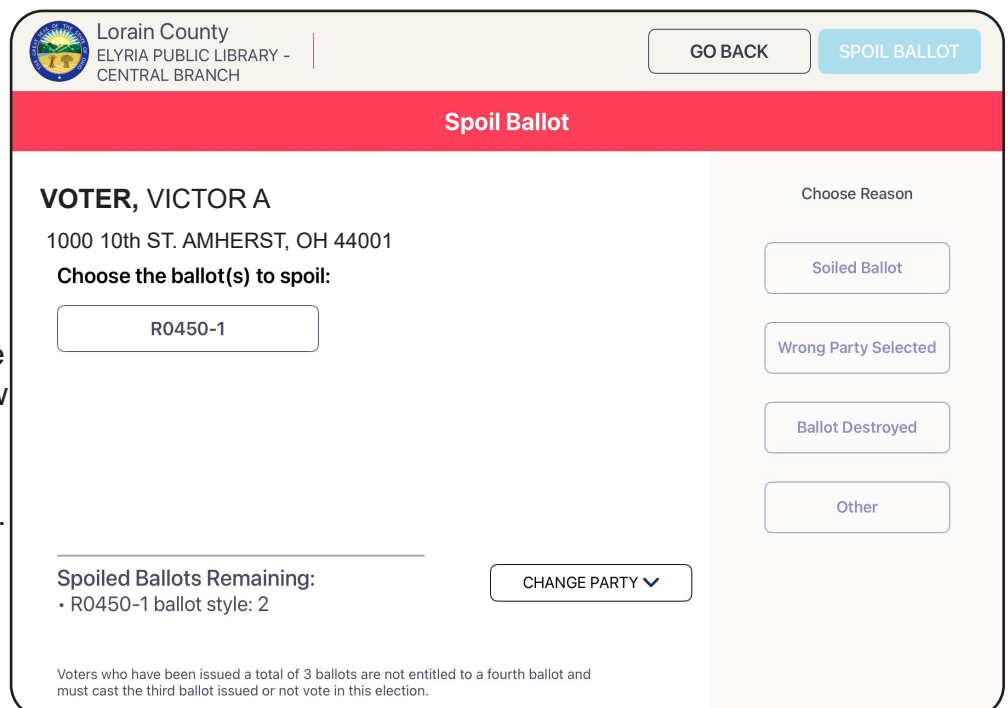 Lorain County
ELYRIA PUBLIC LIBRARY -
CENTRAL BRANCH
GO BACK
SPOIL BALLOT
Spoil Ballot
VOTER, VICTOR A
1000 10th ST. AMHERST, OH 44001
Choose the ballot(s) to spoil:
R0450-1
Choose Reason
Soiled Ballot
Wrong Party Selected
Ballot Destroyed
Other
Spoiled Ballots Remaining:
• R0450-1 ballot style: 2
CHANGE PARTY
Voters who have been issued a total of 3 ballots are not entitled to a fourth ballot and
must cast the third ballot issued or not vote in this election.